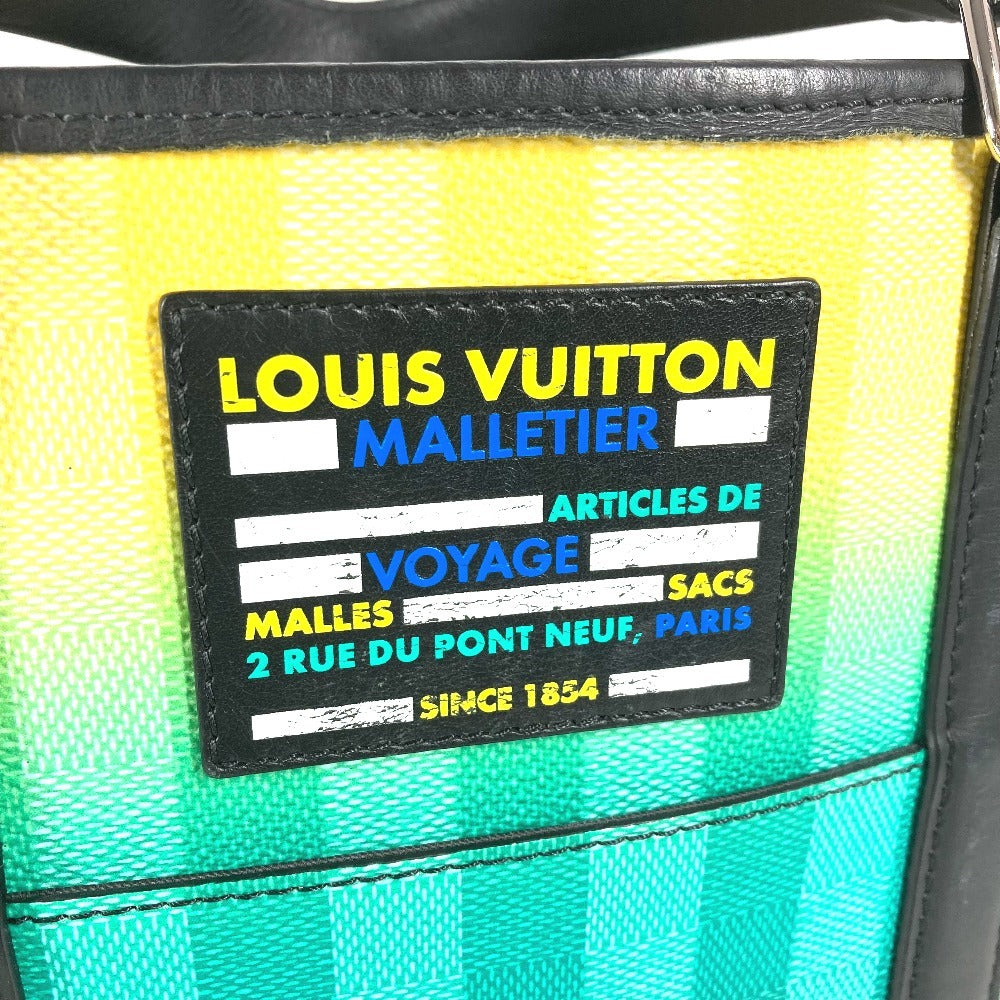 LOUIS VUITTON
MALLETIER
ARTICLES DE
VOYAGE
MALLES SACS
2 RUE DU PONT NEUF, PARIS
SINCE 1854